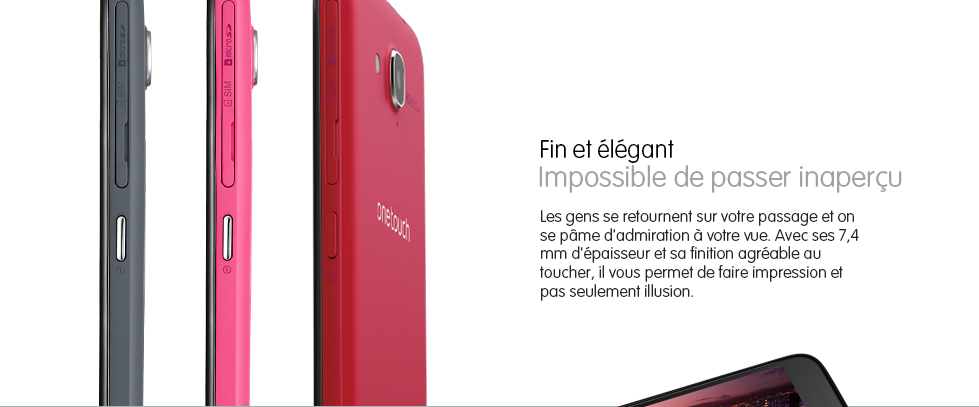 microSD
SIM
microSD
SIM
onetouch
Fin et élégant
Impossible de passer inaperçu
Les gens se retournent sur votre passage et on
se pâme d'admiration à votre vue. Avec ses 7,4
mm d'épaisseur et sa finition agréable au
toucher, il vous permet de faire impression et
pas seulement illusion.